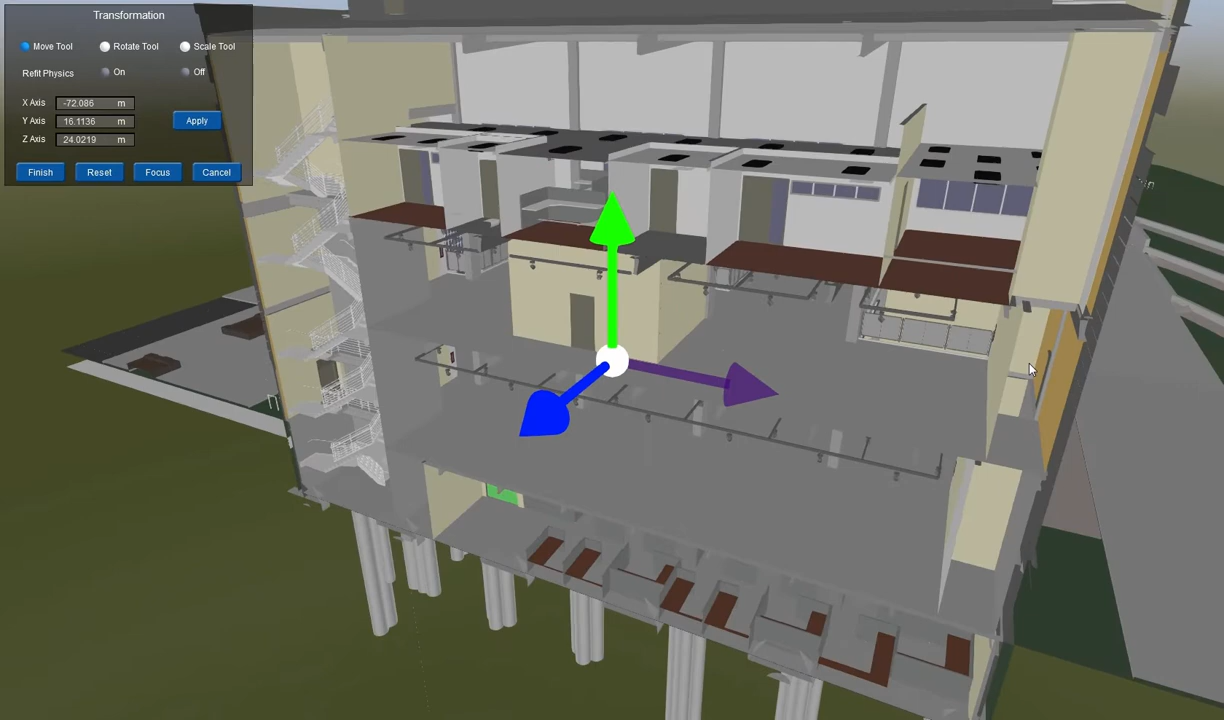 Transformation
Move Tool Rotate Tool Scale Tool
Refit Physics On Off
X Axis -72.086 m
Y Axis 16.1136 m
Apply
Z Axis 24.0219 m
Finish Reset Focus Cancel